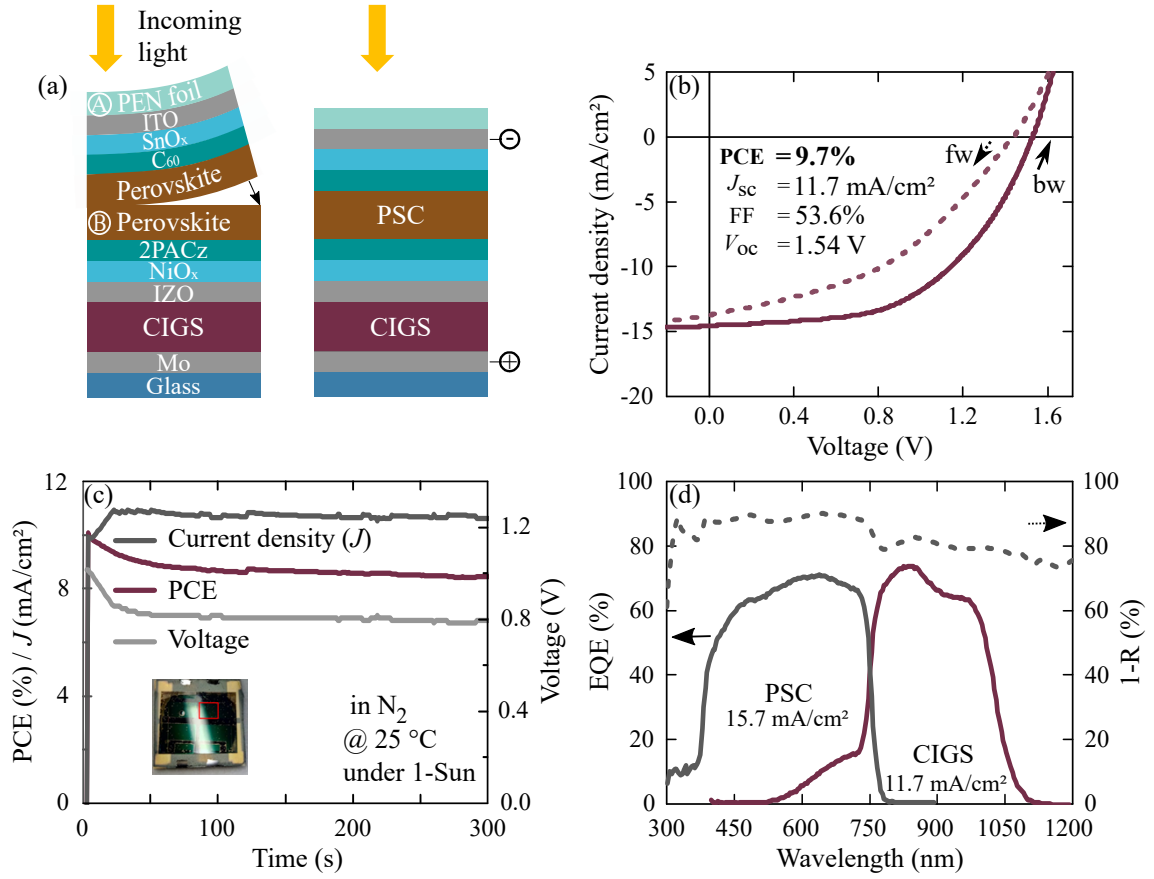 Incoming
light
(a)
Ⓐ PEN foil
ITO
SnOₓ
C₆₀
Perovskite
Ⓑ Perovskite
2PACz
NiOₓ
IZO
CIGS
Mo
Glass
-
PSC
CIGS
+
(b)
Current density (mA/cm²)
5
0
-5
-10
-15
-20
0.0 0.4 0.8 1.2 1.6
Voltage (V)
PCE = 9.7%
Jsc = 11.7 mA/cm²
FF = 53.6%
Voc = 1.54 V
fw
bw
(c)
PCE (%) / J (mA/cm²)
12
8
4
0
Current density (J)
PCE
Voltage
in N₂
@ 25 °C
under 1-Sun
1.2
0.8
0.4
0.0
Voltage (V)
0 100 200 300
Time (s)
(d)
EQE (%)
100
80
60
40
20
0
PSC
15.7 mA/cm²
CIGS
11.7 mA/cm²
100
80
60
40
20
0
1-R (%)
300 450 600 750 900 1050 1200
Wavelength (nm)